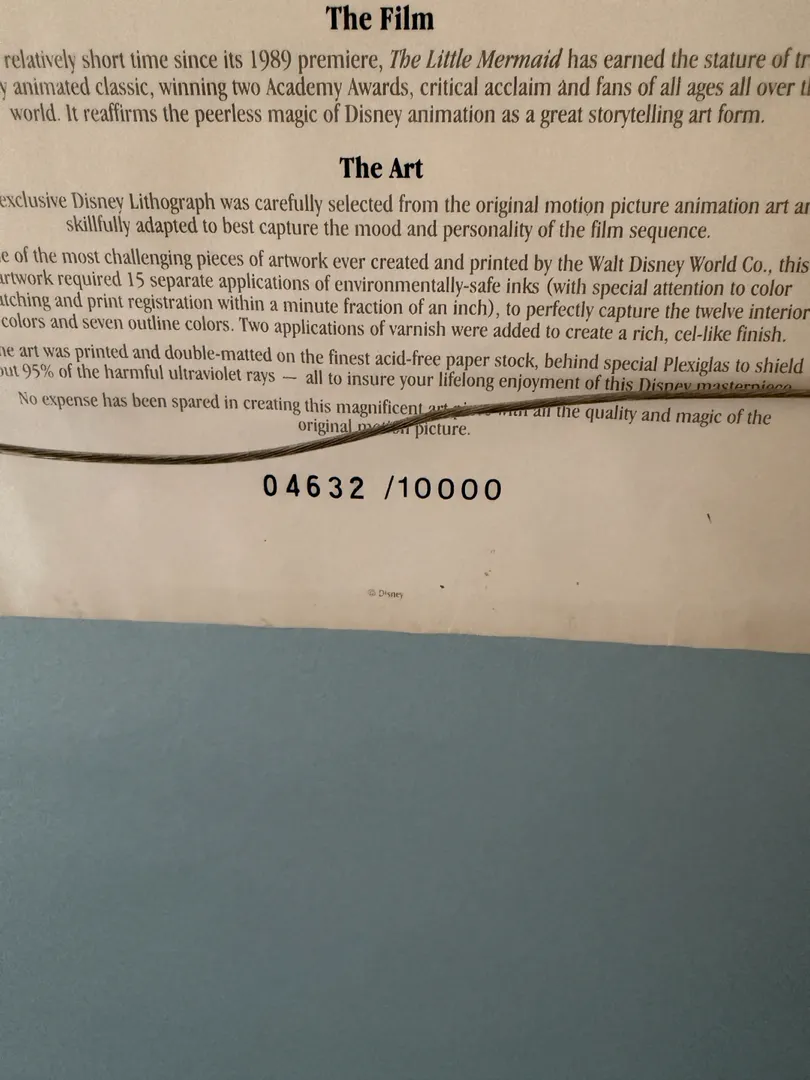 The Film
relatively short time since its 1989 premiere, The Little Mermaid has earned the stature of tr
y animated classic, winning two Academy Awards, critical acclaim and fans of all ages all over t
world. It reaffirms the peerless magic of Disney animation as a great storytelling art form.
The Art
exclusive Disney Lithograph was carefully selected from the original motion picture animation art a
skillfully adapted to best capture the mood and personality of the film sequence.
e of the most challenging pieces of artwork ever created and printed by the Walt Disney World Co., this
artwork required 15 separate applications of environmentally-safe inks (with special attention to color
atching and print registration within a minute fraction of an inch), to perfectly capture the twelve interior
colors and seven outline colors. Two applications of varnish were added to create a rich, cel-like finish.
he art was printed and double-matted on the finest acid-free paper stock, behind special Plexiglas to shield
out 95% of the harmful ultraviolet rays — all to insure your lifelong enjoyment of this Disney masterpiece.
No expense has been spared in creating this magnificent art piece with all the quality and magic of the
original motion picture.
04632 /10000
© Disney